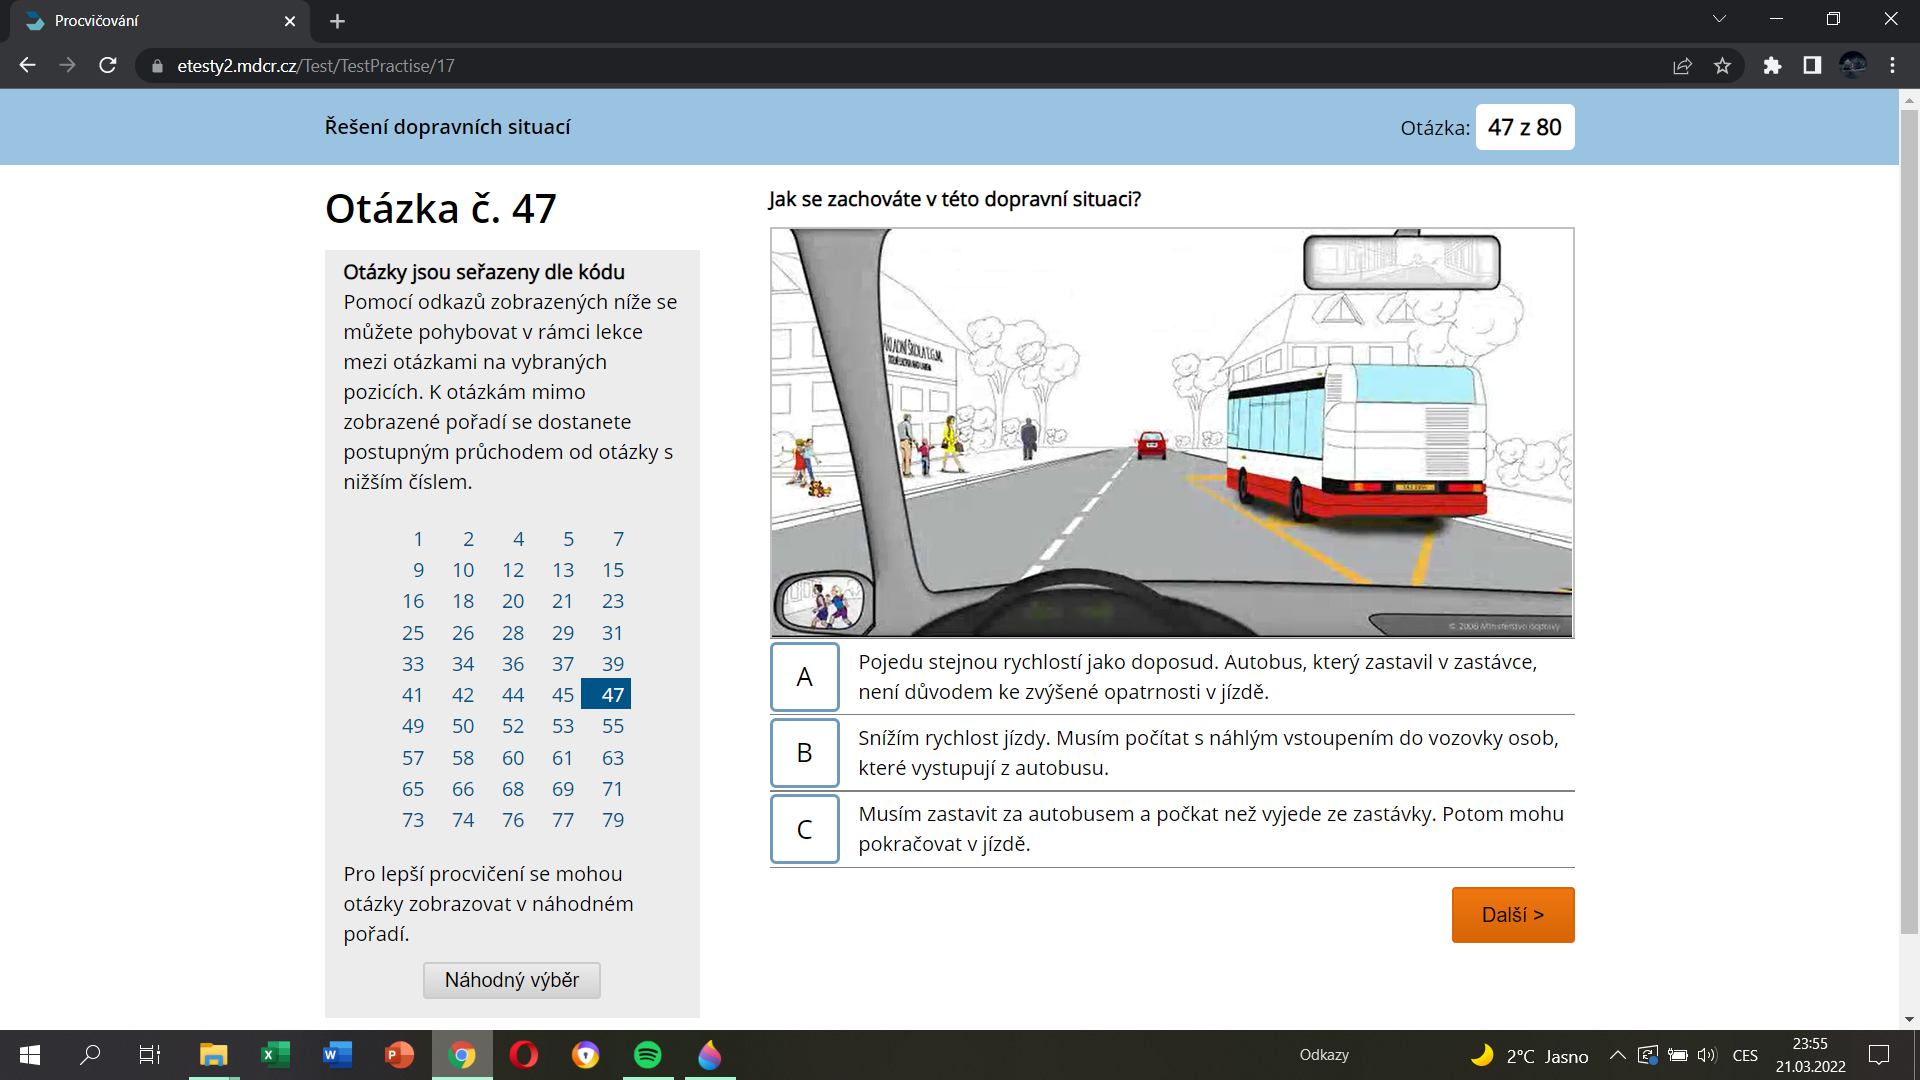 Procvičování
etesty2.mdcr.cz/Test/TestPractise/17
Řešení dopravních situací
Otázka: 47 z 80
Otázka č. 47
Otázky jsou seřazeny dle kódu
Pomocí odkazů zobrazených níže se
můžete pohybovat v rámci lekce
mezi otázkami na vybraných
pozicích. K otázkám mimo
zobrazené pořadí se dostanete
postupným průchodem od otázky s
nižším číslem.
1 2 4 5 7
9 10 12 13 15
16 18 20 21 23
25 26 28 29 31
33 34 36 37 39
41 42 44 45 47
49 50 52 53 55
57 58 60 61 63
65 66 68 69 71
73 74 76 77 79
Pro lepší procvičení se mohou
otázky zobrazovat v náhodném
pořadí.
Náhodný výběr
Jak se zachováte v této dopravní situaci?
ŠKOLA T.G.M.
© 2006 Ministerstvo dopravy
A
Pojedu stejnou rychlostí jako doposud. Autobus, který zastavil v zastávce,
není důvodem ke zvýšené opatrnosti v jízdě.
B
Snížím rychlost jízdy. Musím počítat s náhlým vstoupením do vozovky osob,
které vystupují z autobusu.
C
Musím zastavit za autobusem a počkat než vyjede ze zastávky. Potom mohu
pokračovat v jízdě.
Další >
Odkazy
2°C Jasno
CES
23:55
21.03.2022